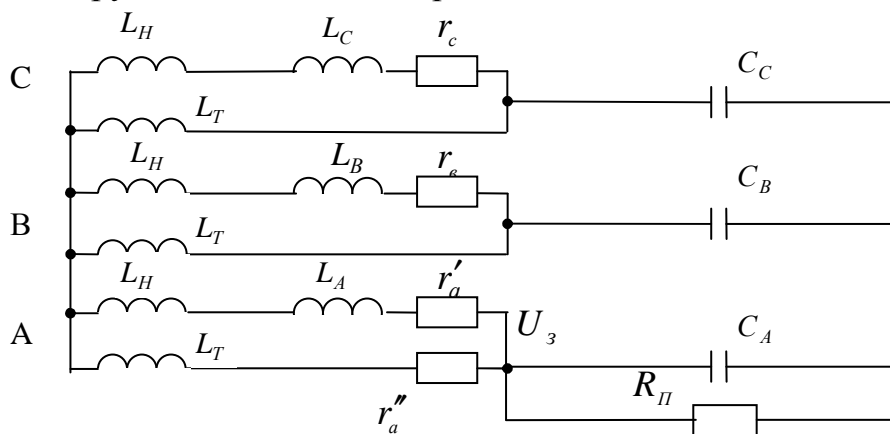 L_H L_C r_c
C C_C
L_T
L_H L_B r_в
C_B
B L_T
L_H L_A r'_a
U_з C_A
A L_T
R_П
r''_a